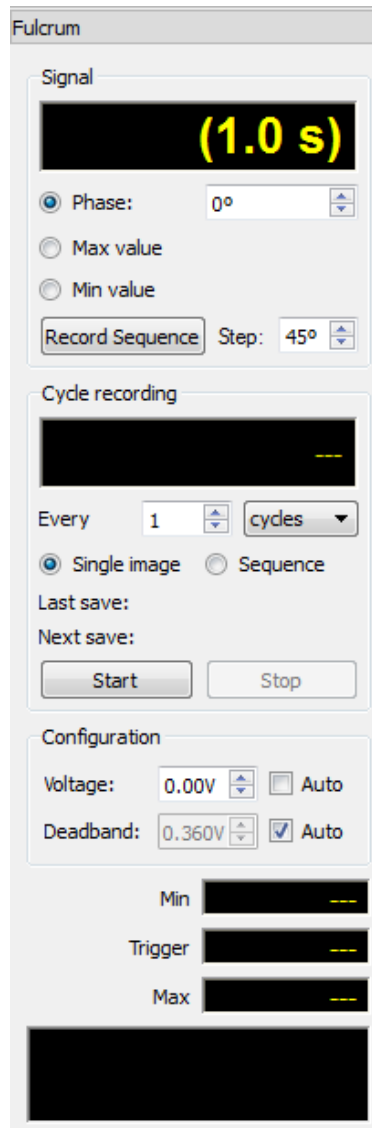 Fulcrum
Signal
(1.0 s)
Phase: 0º
Max value
Min value
Record Sequence Step: 45º
Cycle recording
---
Every 1 cycles
Single image Sequence
Last save:
Next save:
Start Stop
Configuration
Voltage: 0.00V Auto
Deadband: 0.360V Auto
Min ---
Trigger ---
Max ---